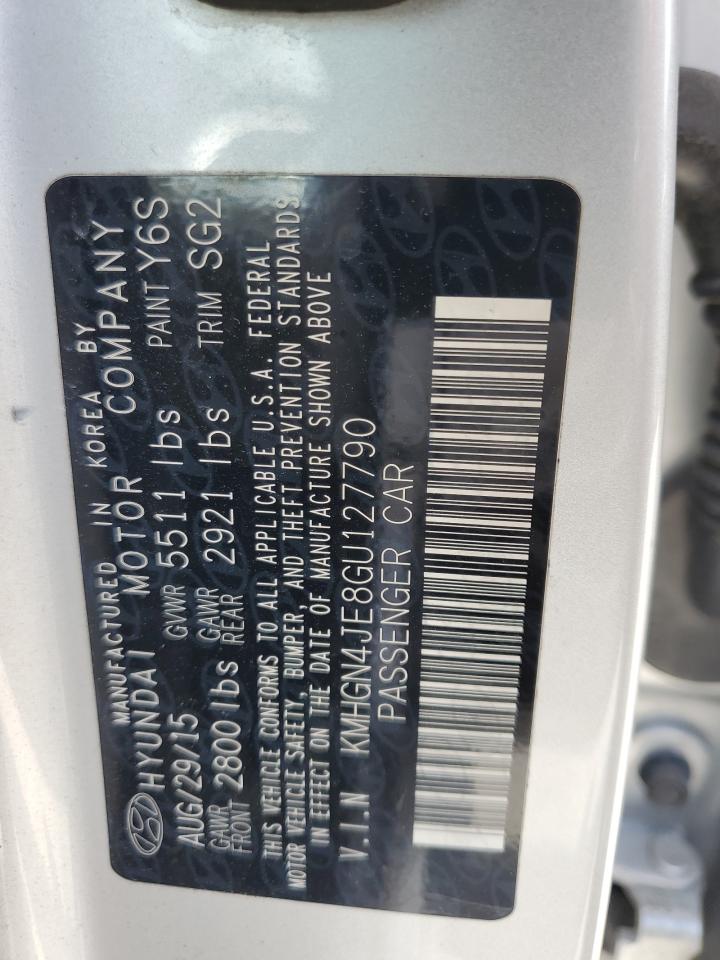 MANUFACTURED IN KOREA BY
HYUNDAI MOTOR COMPANY
AUG/29/15 GVWR 5511 lbs PAINT Y6S
GAWR FRONT 2800 lbs GAWR REAR 2921 lbs TRIM SG2
THIS VEHICLE CONFORMS TO ALL APPLICABLE U.S.A. FEDERAL
MOTOR VEHICLE SAFETY, BUMPER, AND THEFT PREVENTION STANDARDS
IN EFFECT ON THE DATE OF MANUFACTURE SHOWN ABOVE
V.I.N KMHGN4JE8GU127790
PASSENGER CAR